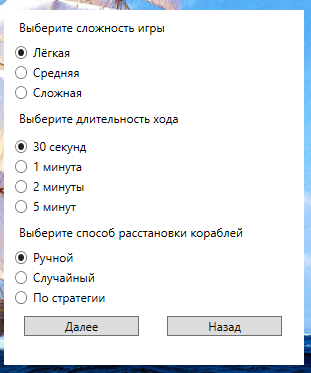 Выберите сложность игры
Лёгкая
Средняя
Сложная
Выберите длительность хода
30 секунд
1 минута
2 минуты
5 минут
Выберите способ расстановки кораблей
Ручной
Случайный
По стратегии
Далее
Назад